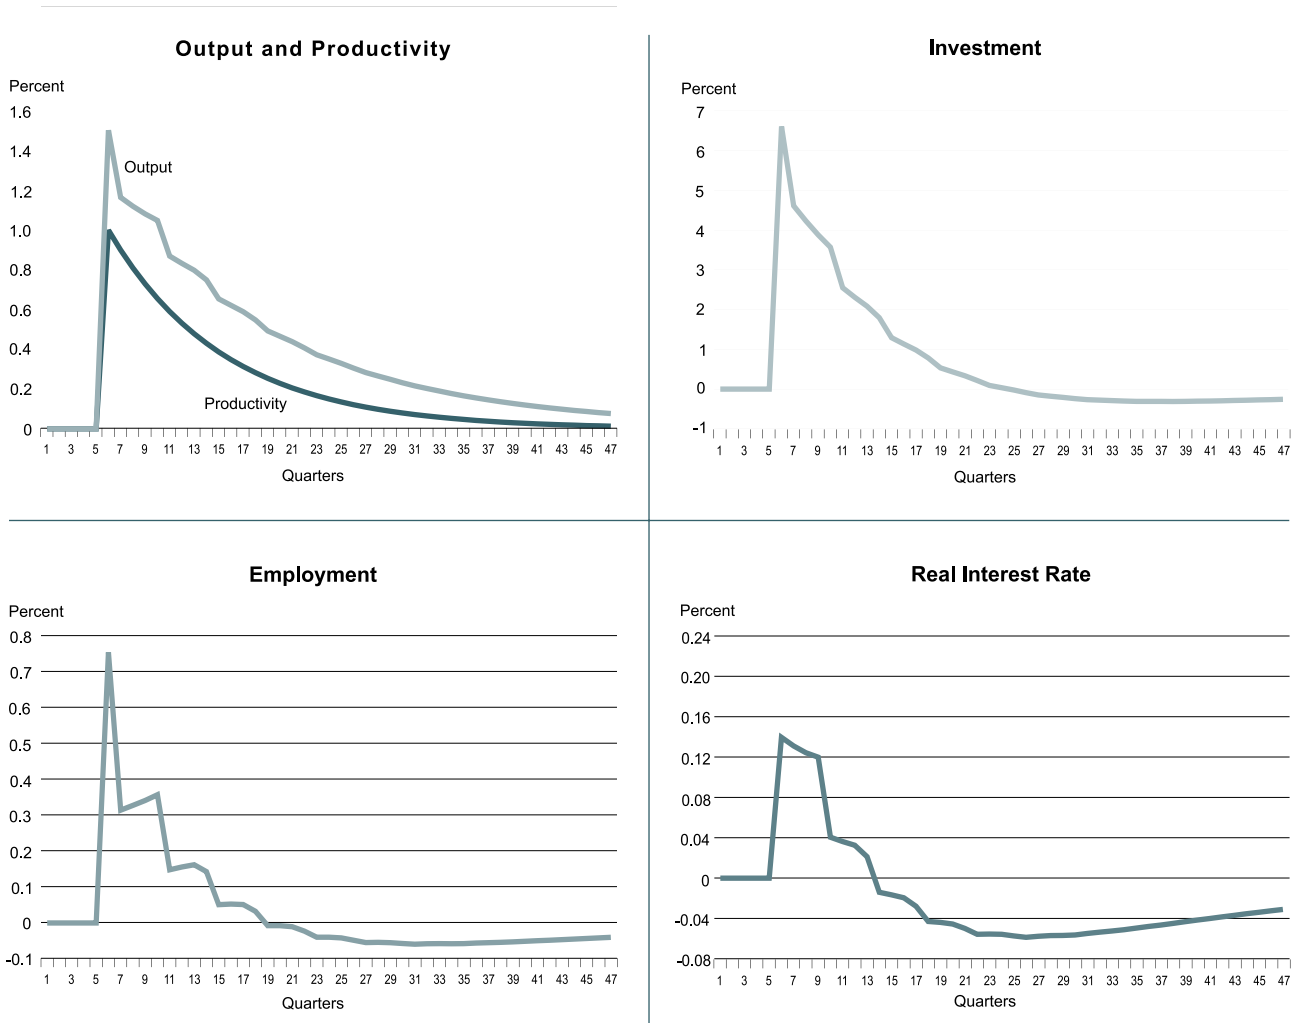 Output and Productivity
Percent
1.6
1.4
1.2
1.0
0.8
0.6
0.4
0.2
0
Output
Productivity
1 3 5 7 9 11 13 15 17 19 21 23 25 27 29 31 33 35 37 39 41 43 45 47
Quarters
Investment
Percent
7
6
5
4
3
2
1
0
-1
1 3 5 7 9 11 13 15 17 19 21 23 25 27 29 31 33 35 37 39 41 43 45 47
Quarters
Employment
Percent
0.8
0.7
0.6
0.5
0.4
0.3
0.2
0.1
0
-0.1
1 3 5 7 9 11 13 15 17 19 21 23 25 27 29 31 33 35 37 39 41 43 45 47
Quarters
Real Interest Rate
Percent
0.24
0.20
0.16
0.12
0.08
0.04
0
-0.04
-0.08
1 3 5 7 9 11 13 15 17 19 21 23 25 27 29 31 33 35 37 39 41 43 45 47
Quarters